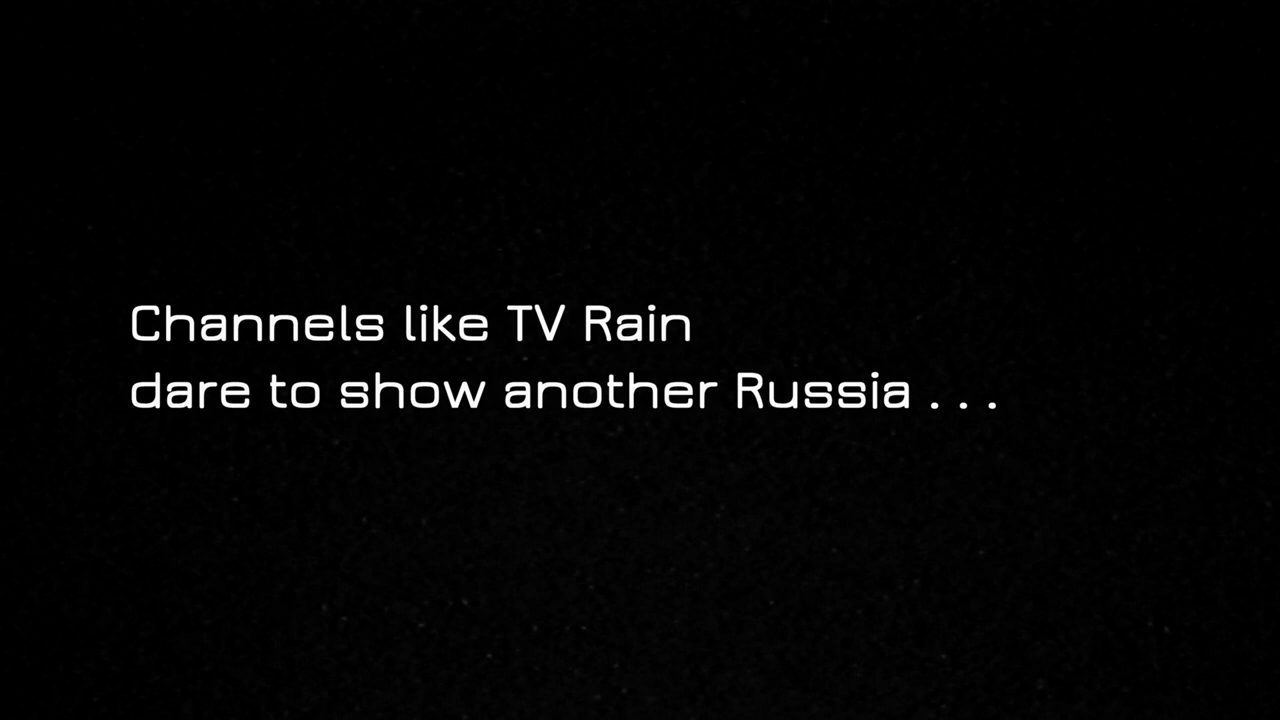 Channels like TV Rain
dare to show another Russia . . .